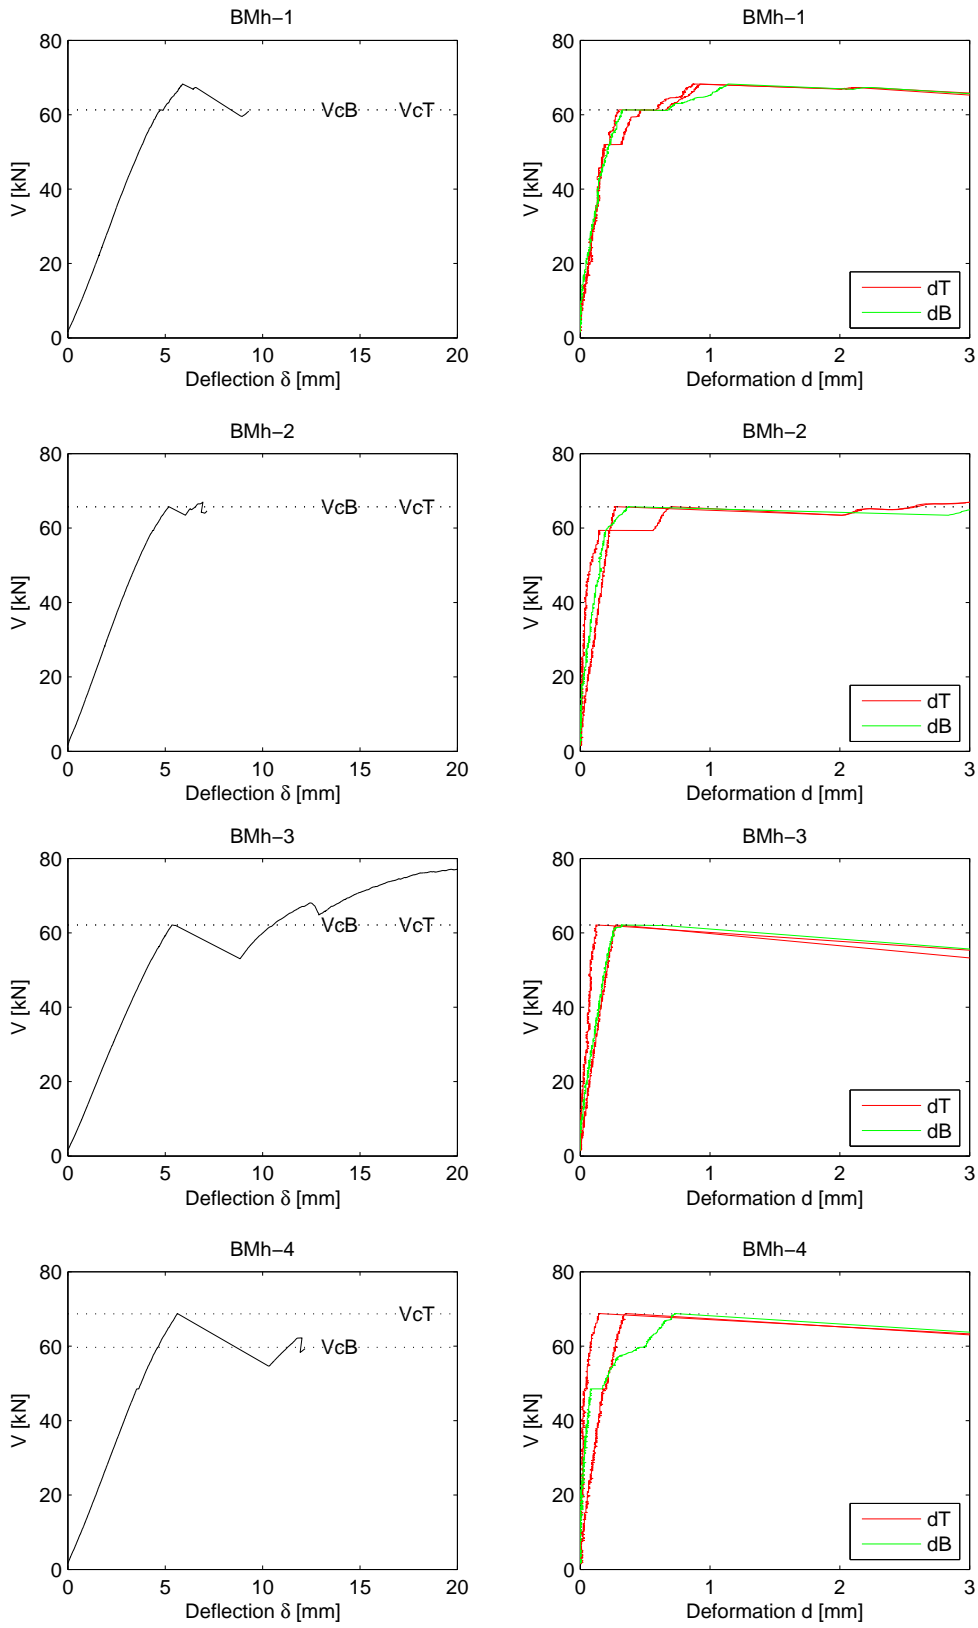 BMh−1
V [kN]
80
60
40
20
0
VcB VcT
0 5 10 15 20
Deflection δ [mm]
BMh−1
V [kN]
80
60
40
20
0
dT
dB
0 1 2 3
Deformation d [mm]
BMh−2
V [kN]
80
60
40
20
0
VcB VcT
0 5 10 15 20
Deflection δ [mm]
BMh−2
V [kN]
80
60
40
20
0
dT
dB
0 1 2 3
Deformation d [mm]
BMh−3
V [kN]
80
60
40
20
0
VcB VcT
0 5 10 15 20
Deflection δ [mm]
BMh−3
V [kN]
80
60
40
20
0
dT
dB
0 1 2 3
Deformation d [mm]
BMh−4
V [kN]
80
60
40
20
0
VcT
VcB
0 5 10 15 20
Deflection δ [mm]
BMh−4
V [kN]
80
60
40
20
0
dT
dB
0 1 2 3
Deformation d [mm]